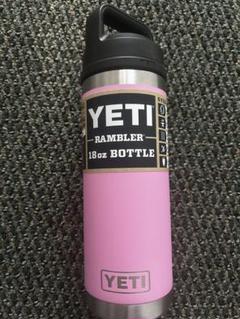 YETI
RAMBLER
18oz BOTTLE
YETI